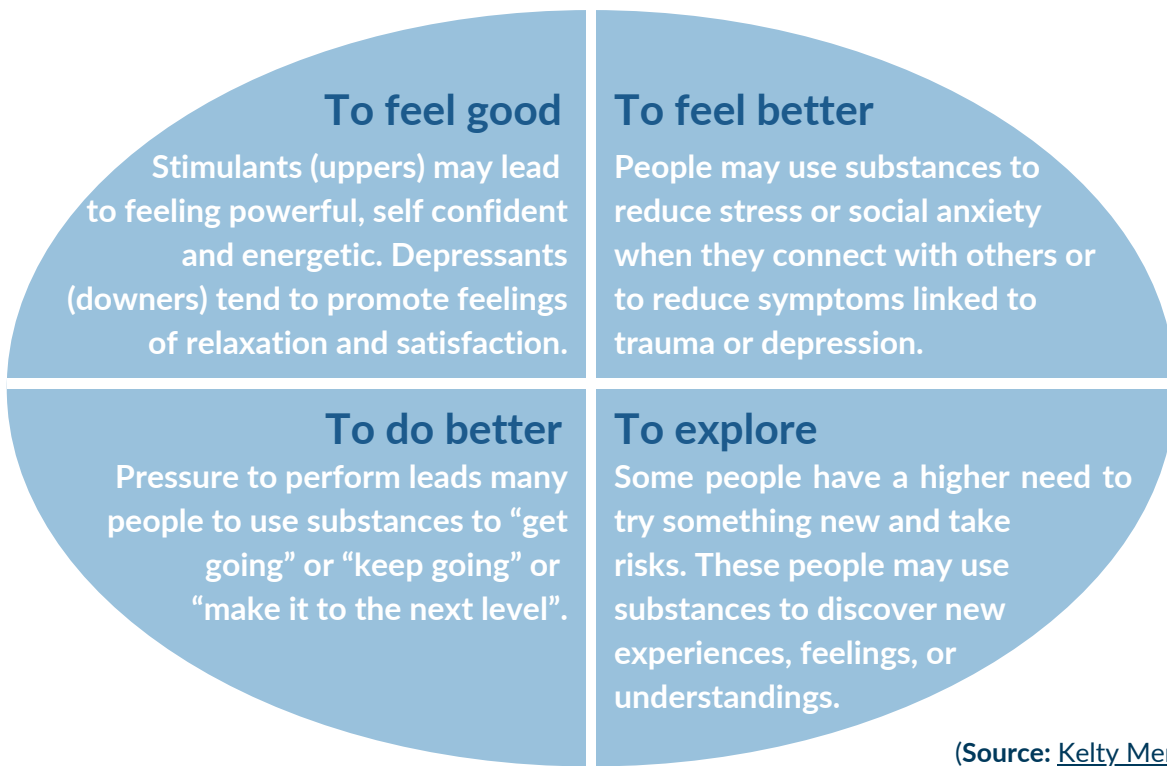 To feel good
Stimulants (uppers) may lead
to feeling powerful, self confident
and energetic. Depressants
(downers) tend to promote feelings
of relaxation and satisfaction.
To feel better
People may use substances to
reduce stress or social anxiety
when they connect with others or
to reduce symptoms linked to
trauma or depression.
To do better
Pressure to perform leads many
people to use substances to “get
going” or “keep going” or
“make it to the next level”.
To explore
Some people have a higher need to
try something new and take
risks. These people may use
substances to discover new
experiences, feelings, or
understandings.
(Source: Kelty